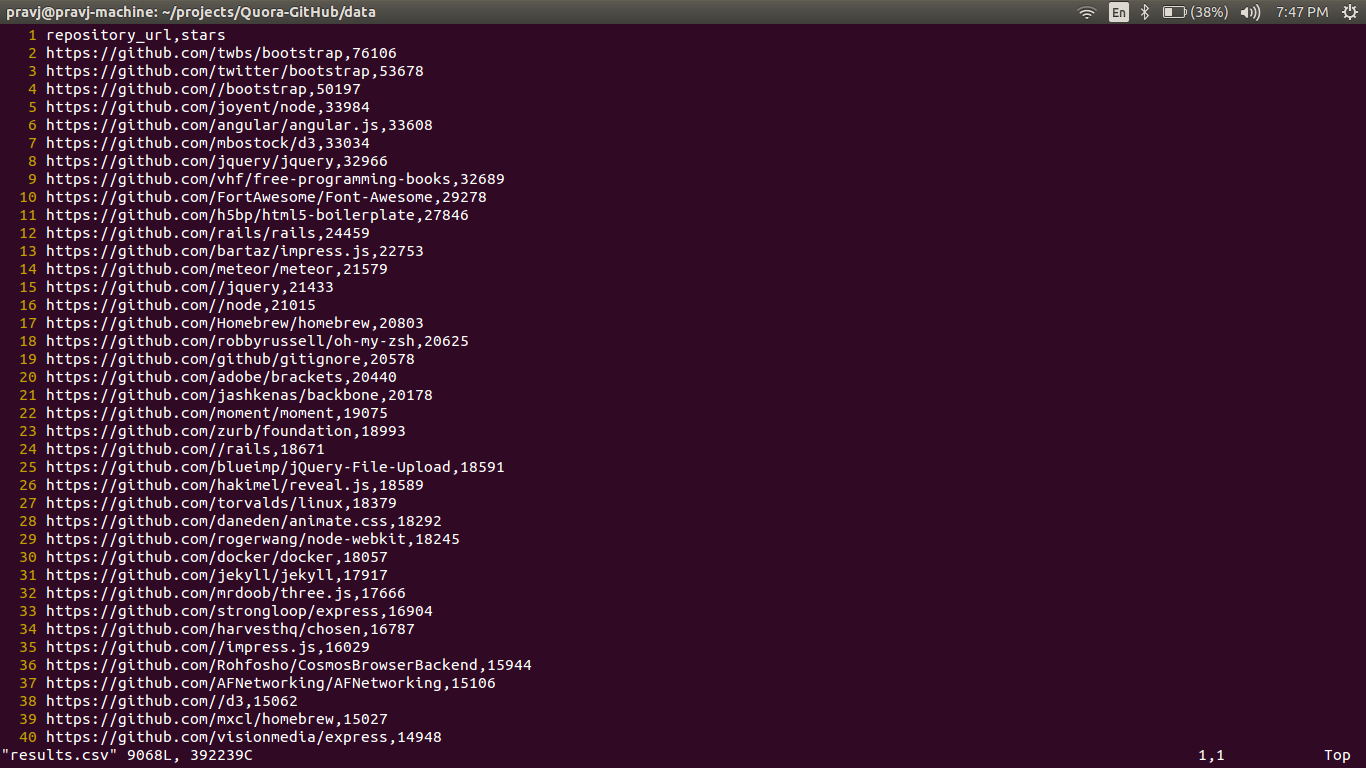 pravj@pravj-machine: ~/projects/Quora-GitHub/data En (38%) 7:47 PM
1 repository_url,stars
2 https://github.com/twbs/bootstrap,76106
3 https://github.com/twitter/bootstrap,53678
4 https://github.com//bootstrap,50197
5 https://github.com/joyent/node,33984
6 https://github.com/angular/angular.js,33608
7 https://github.com/mbostock/d3,33034
8 https://github.com/jquery/jquery,32966
9 https://github.com/vhf/free-programming-books,32689
10 https://github.com/FortAwesome/Font-Awesome,29278
11 https://github.com/h5bp/html5-boilerplate,27846
12 https://github.com/rails/rails,24459
13 https://github.com/bartaz/impress.js,22753
14 https://github.com/meteor/meteor,21579
15 https://github.com//jquery,21433
16 https://github.com//node,21015
17 https://github.com/Homebrew/homebrew,20803
18 https://github.com/robbyrussell/oh-my-zsh,20625
19 https://github.com/github/gitignore,20578
20 https://github.com/adobe/brackets,20440
21 https://github.com/jashkenas/backbone,20178
22 https://github.com/moment/moment,19075
23 https://github.com/zurb/foundation,18993
24 https://github.com//rails,18671
25 https://github.com/blueimp/jQuery-File-Upload,18591
26 https://github.com/hakimel/reveal.js,18589
27 https://github.com/torvalds/linux,18379
28 https://github.com/daneden/animate.css,18292
29 https://github.com/rogerwang/node-webkit,18245
30 https://github.com/docker/docker,18057
31 https://github.com/jekyll/jekyll,17917
32 https://github.com/mrdoob/three.js,17666
33 https://github.com/strongloop/express,16904
34 https://github.com/harvesthq/chosen,16787
35 https://github.com//impress.js,16029
36 https://github.com/Rohfosho/CosmosBrowserBackend,15944
37 https://github.com/AFNetworking/AFNetworking,15106
38 https://github.com//d3,15062
39 https://github.com/mxcl/homebrew,15027
40 https://github.com/visionmedia/express,14948
"results.csv" 9068L, 392239C 1,1 Top